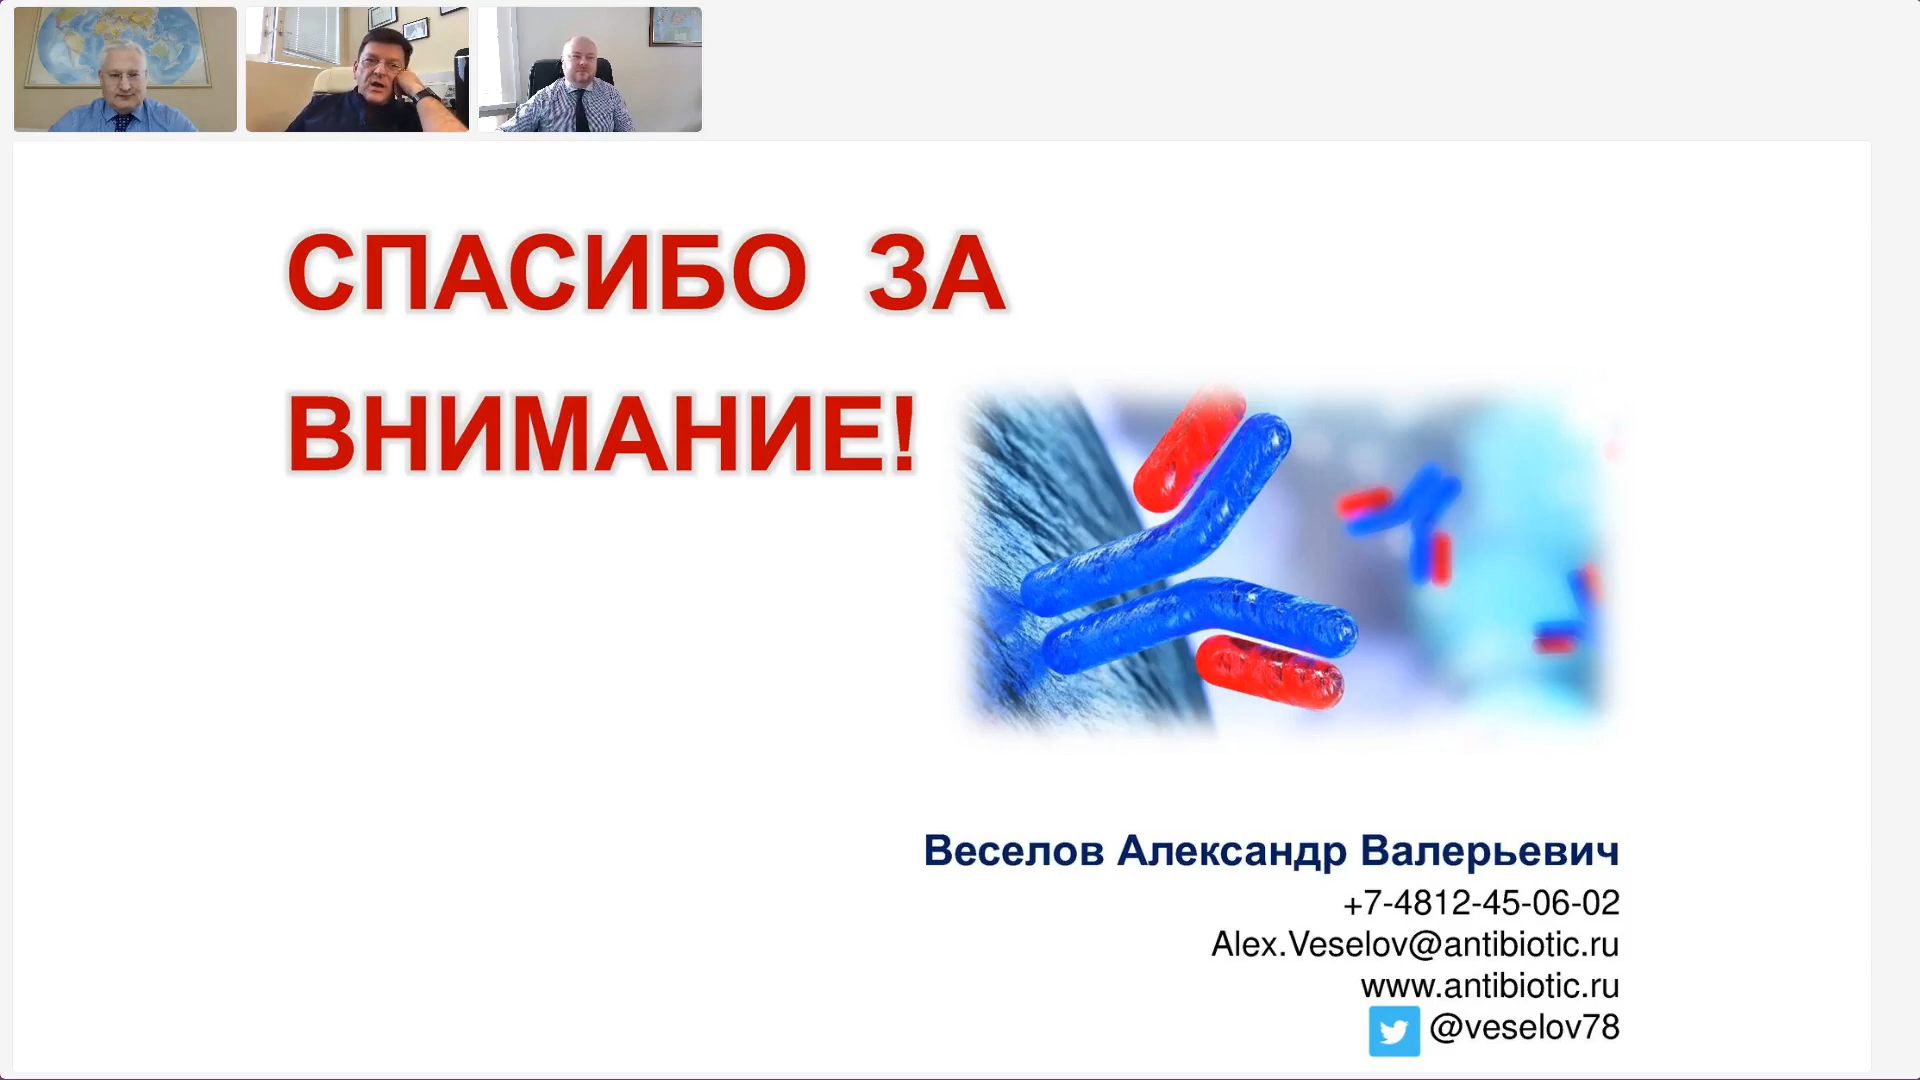 СПАСИБО ЗА
ВНИМАНИЕ!
Веселов Александр Валерьевич
+7-4812-45-06-02
Alex.Veselov@antibiotic.ru
www.antibiotic.ru
@veselov78